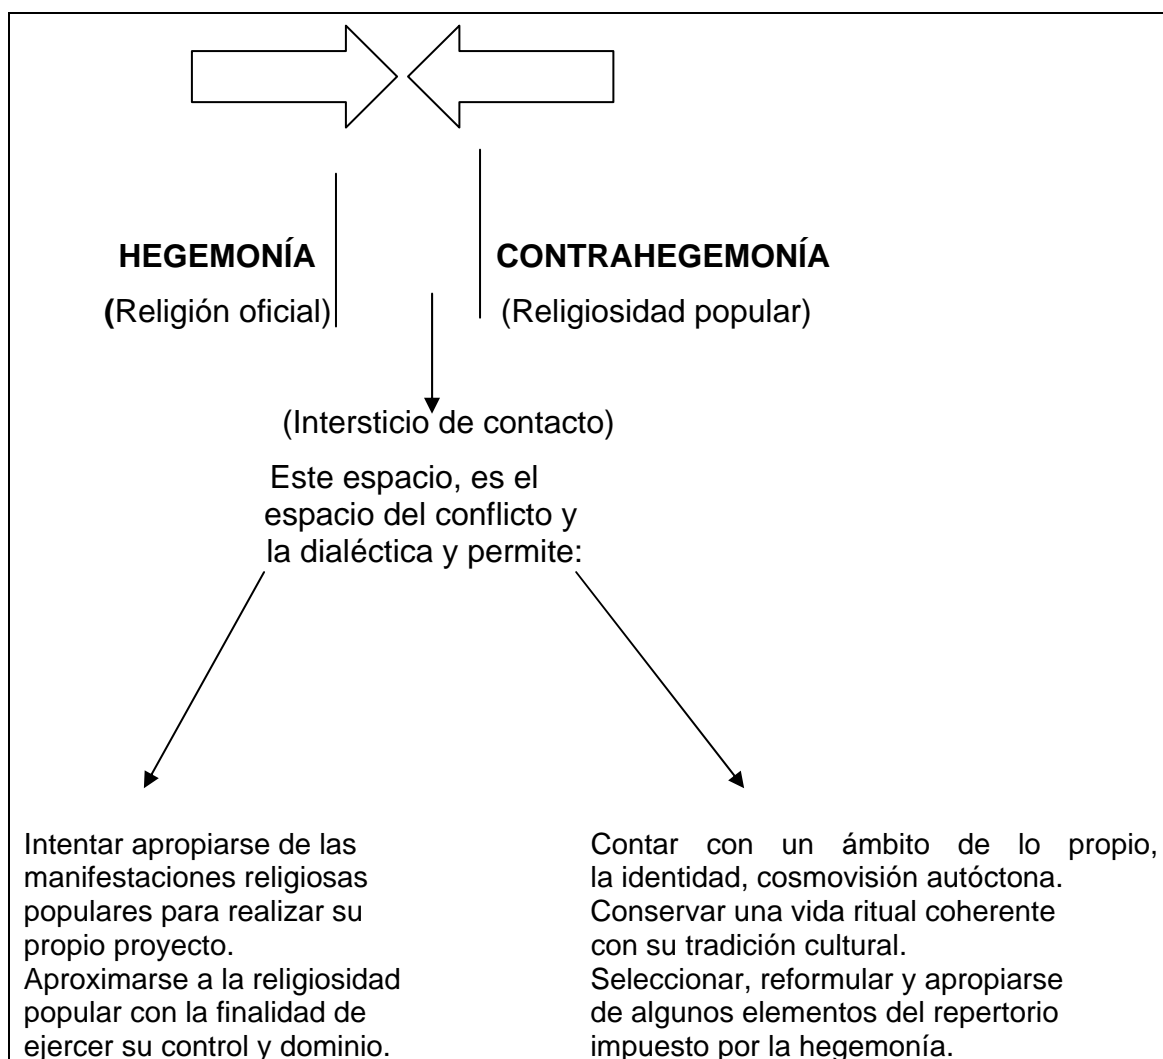 HEGEMONÍA
(Religión oficial)
CONTRAHEGEMONÍA
(Religiosidad popular)
(Intersticio de contacto)
Este espacio, es el
espacio del conflicto y
la dialéctica y permite:
Intentar apropiarse de las
manifestaciones religiosas
populares para realizar su
propio proyecto.
Aproximarse a la religiosidad
popular con la finalidad de
ejercer su control y dominio.
Contar con un ámbito de lo propio,
la identidad, cosmovisión autóctona.
Conservar una vida ritual coherente
con su tradición cultural.
Seleccionar, reformular y apropiarse
de algunos elementos del repertorio
impuesto por la hegemonía.